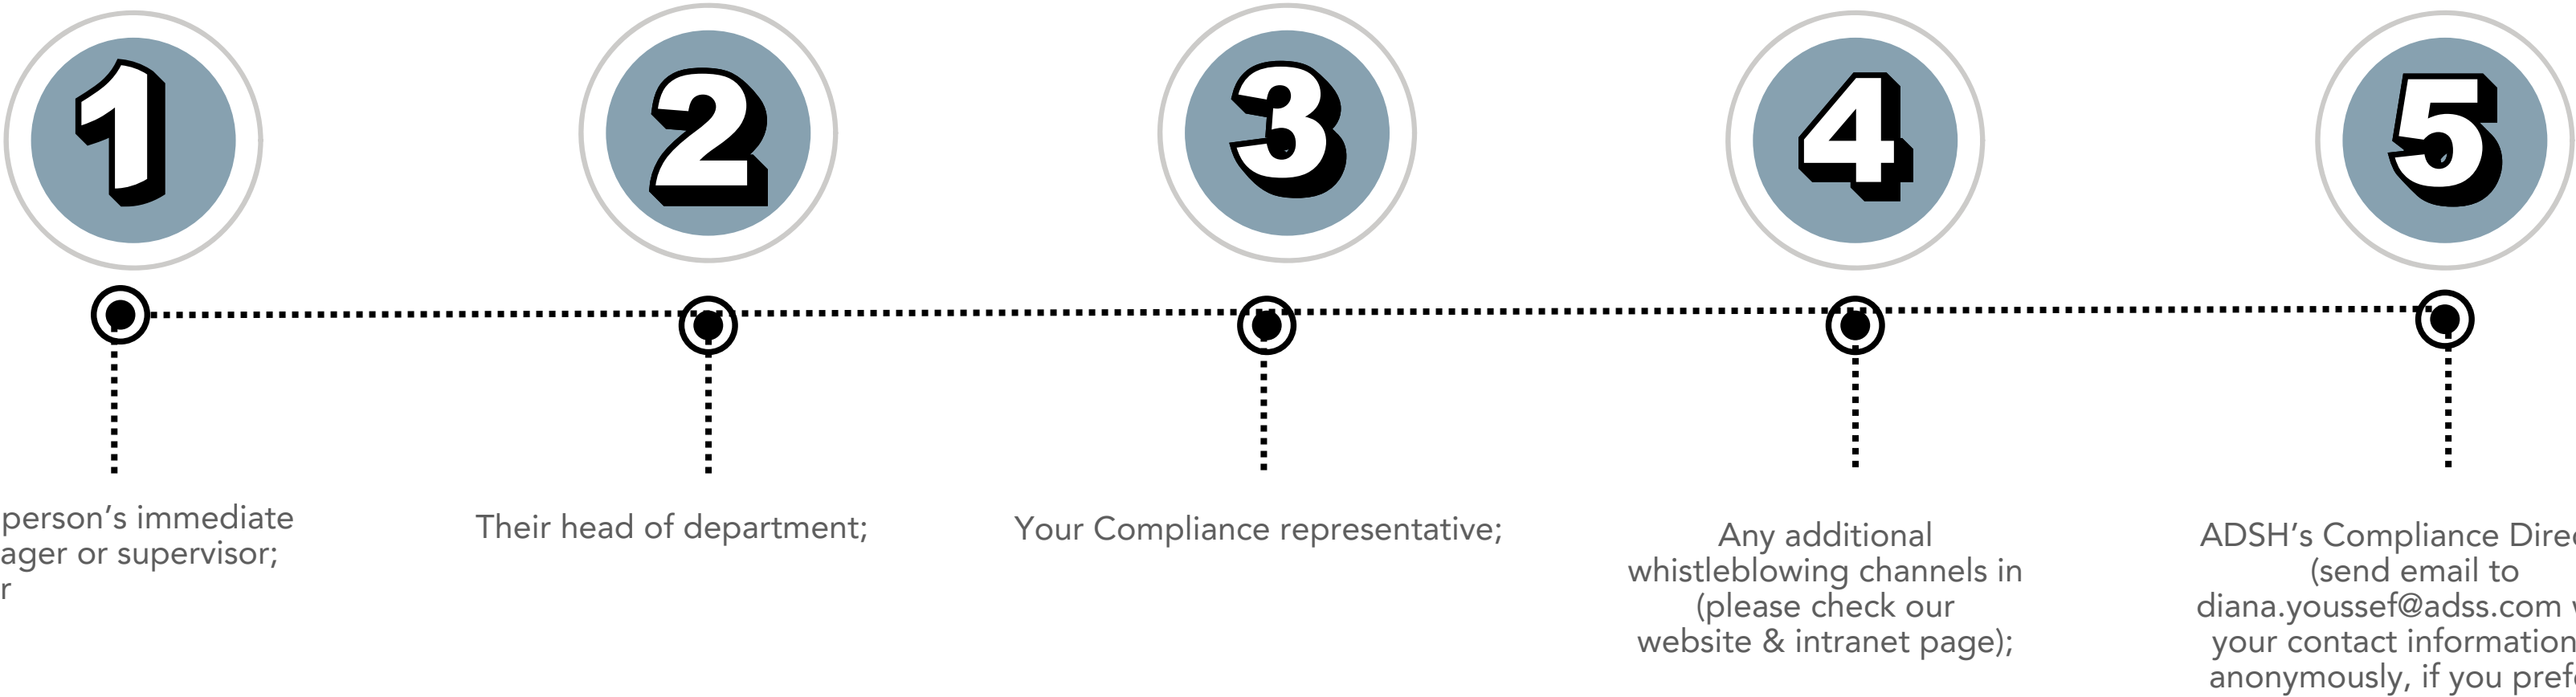 1
2
3
4
5
person's immediate
ager or supervisor;
r
Their head of department;
Your Compliance representative;
Any additional
whistleblowing channels in
(please check our
website & intranet page);
ADSH's Compliance Direc
(send email to
diana.youssef@adss.com
your contact information
anonymously, if you pref